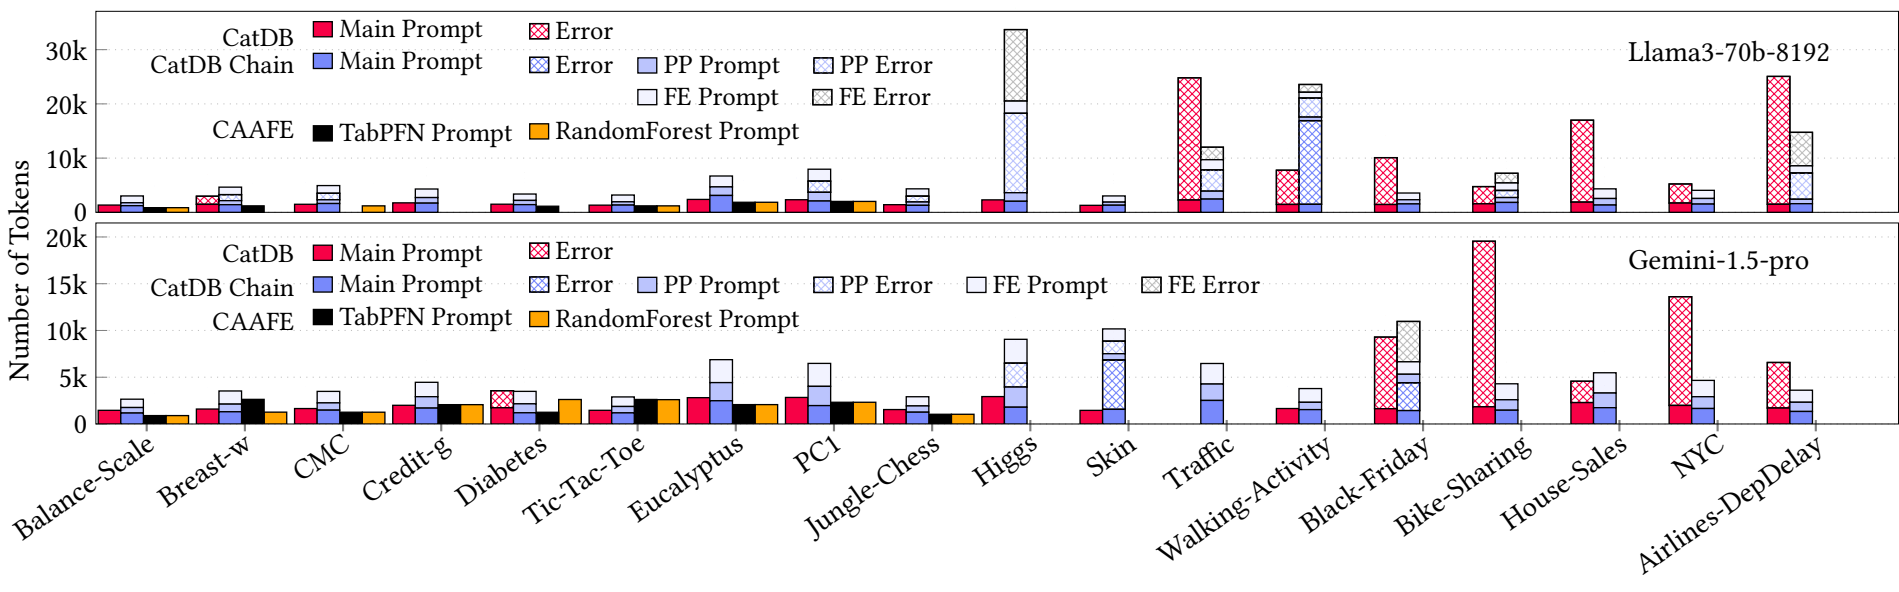 CatDB Main Prompt Error
CatDB Chain Main Prompt Error PP Prompt PP Error
FE Prompt FE Error
CAAFE TabPFN Prompt RandomForest Prompt
Llama3-70b-8192
30k
20k
10k
0
Number of Tokens
CatDB Main Prompt Error
CatDB Chain Main Prompt Error PP Prompt PP Error FE Prompt FE Error
CAAFE TabPFN Prompt RandomForest Prompt
Gemini-1.5-pro
20k
15k
10k
5k
0
Balance-Scale
Breast-w
CMC
Credit-g
Diabetes
Tic-Tac-Toe
Eucalyptus
PC1
Jungle-Chess
Higgs
Skin
Traffic
Walking-Activity
Black-Friday
Bike-Sharing
House-Sales
NYC
Airlines-DepDelay